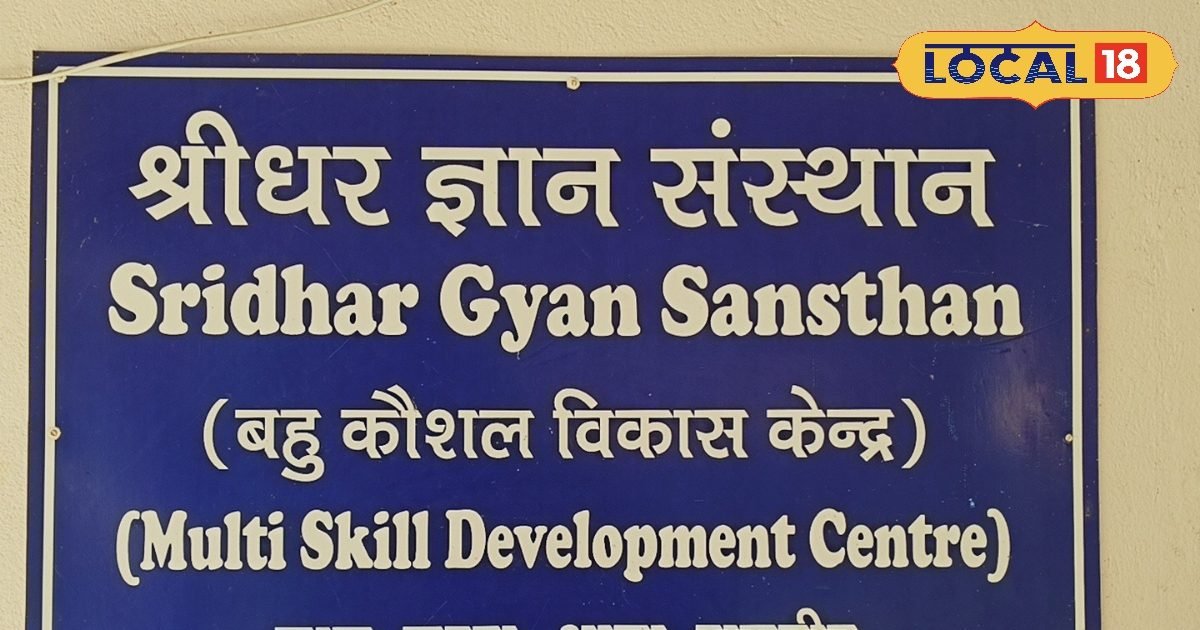 LOCAL 18
श्रीधर ज्ञान संस्थान
Sridhar Gyan Sansthan
(बहु कौशल विकास केन्द्र)
(Multi Skill Development Centre)